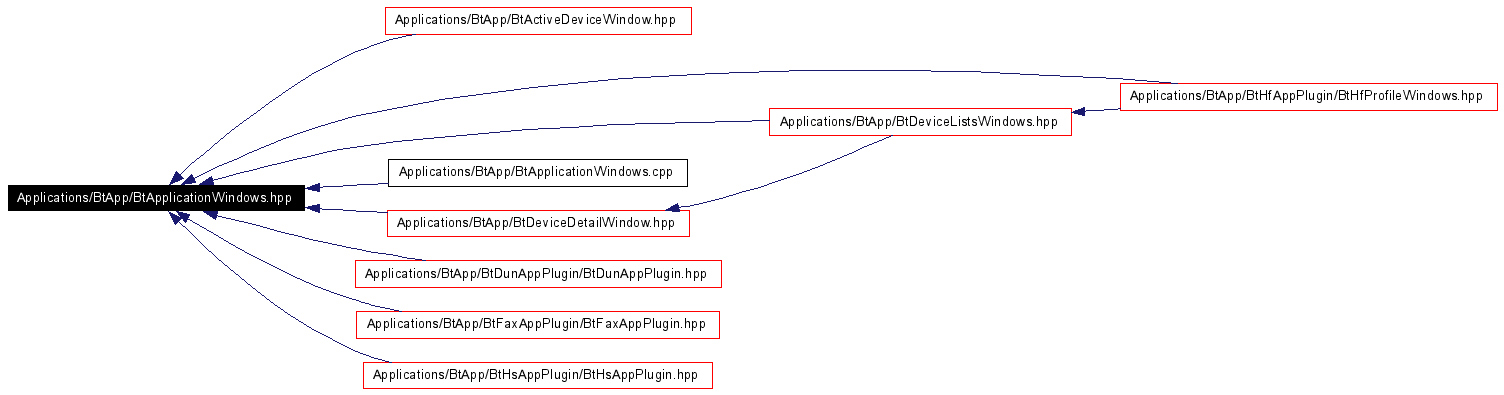 Applications/BtApp/BtActiveDeviceWindow.hpp
Applications/BtApp/BtHfAppPlugin/BtHfProfileWindows.hpp
Applications/BtApp/BtDeviceListsWindows.hpp
Applications/BtApp/BtApplicationWindows.cpp
Applications/BtApp/BtApplicationWindows.hpp
Applications/BtApp/BtDeviceDetailWindow.hpp
Applications/BtApp/BtDunAppPlugin/BtDunAppPlugin.hpp
Applications/BtApp/BtFaxAppPlugin/BtFaxAppPlugin.hpp
Applications/BtApp/BtHsAppPlugin/BtHsAppPlugin.hpp